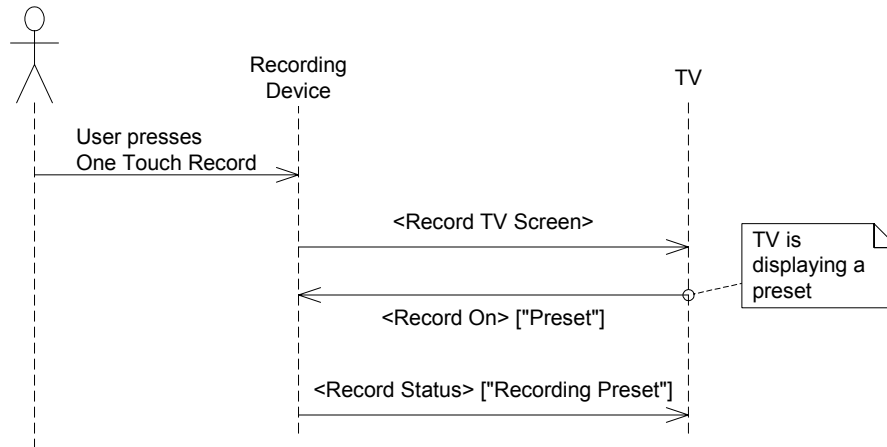 Recording
Device
TV
User presses
One Touch Record
<Record TV Screen>
TV is
displaying a
preset
<Record On> ["Preset"]
<Record Status> ["Recording Preset"]